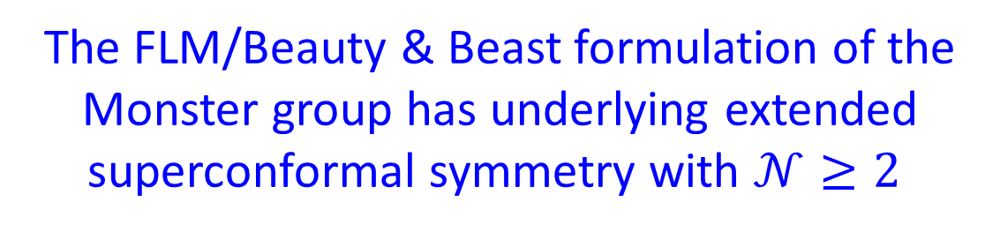 The FLM/Beauty & Beast formulation of the
Monster group has underlying extended
superconformal symmetry with 𝒩 ≥ 2